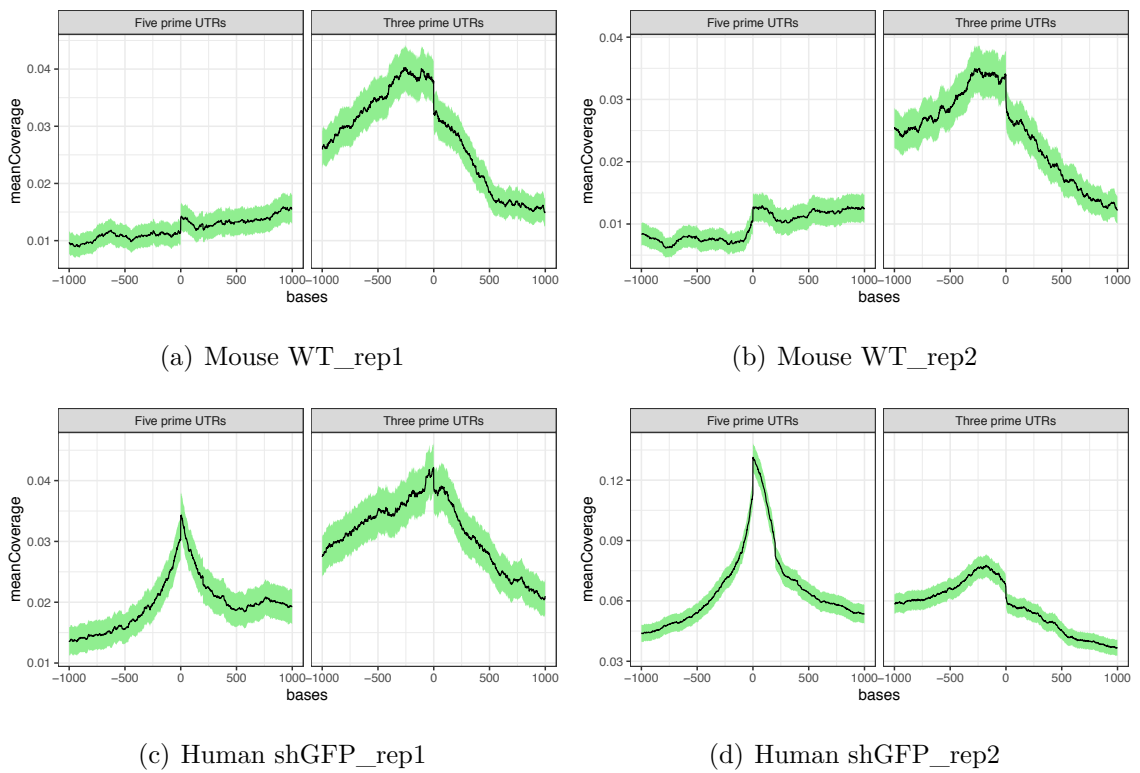 Five prime UTRs Three prime UTRs
meanCoverage
0.04
0.03
0.02
0.01
−1000 −500 0 500 1000 −1000 −500 0 500 1000
bases
(a) Mouse WT_rep1
Five prime UTRs Three prime UTRs
meanCoverage
0.04
0.03
0.02
0.01
−1000 −500 0 500 1000 −1000 −500 0 500 1000
bases
(b) Mouse WT_rep2
Five prime UTRs Three prime UTRs
meanCoverage
0.04
0.03
0.02
0.01
−1000 −500 0 500 1000 −1000 −500 0 500 1000
bases
(c) Human shGFP_rep1
Five prime UTRs Three prime UTRs
meanCoverage
0.12
0.09
0.06
0.03
−1000 −500 0 500 1000 −1000 −500 0 500 1000
bases
(d) Human shGFP_rep2